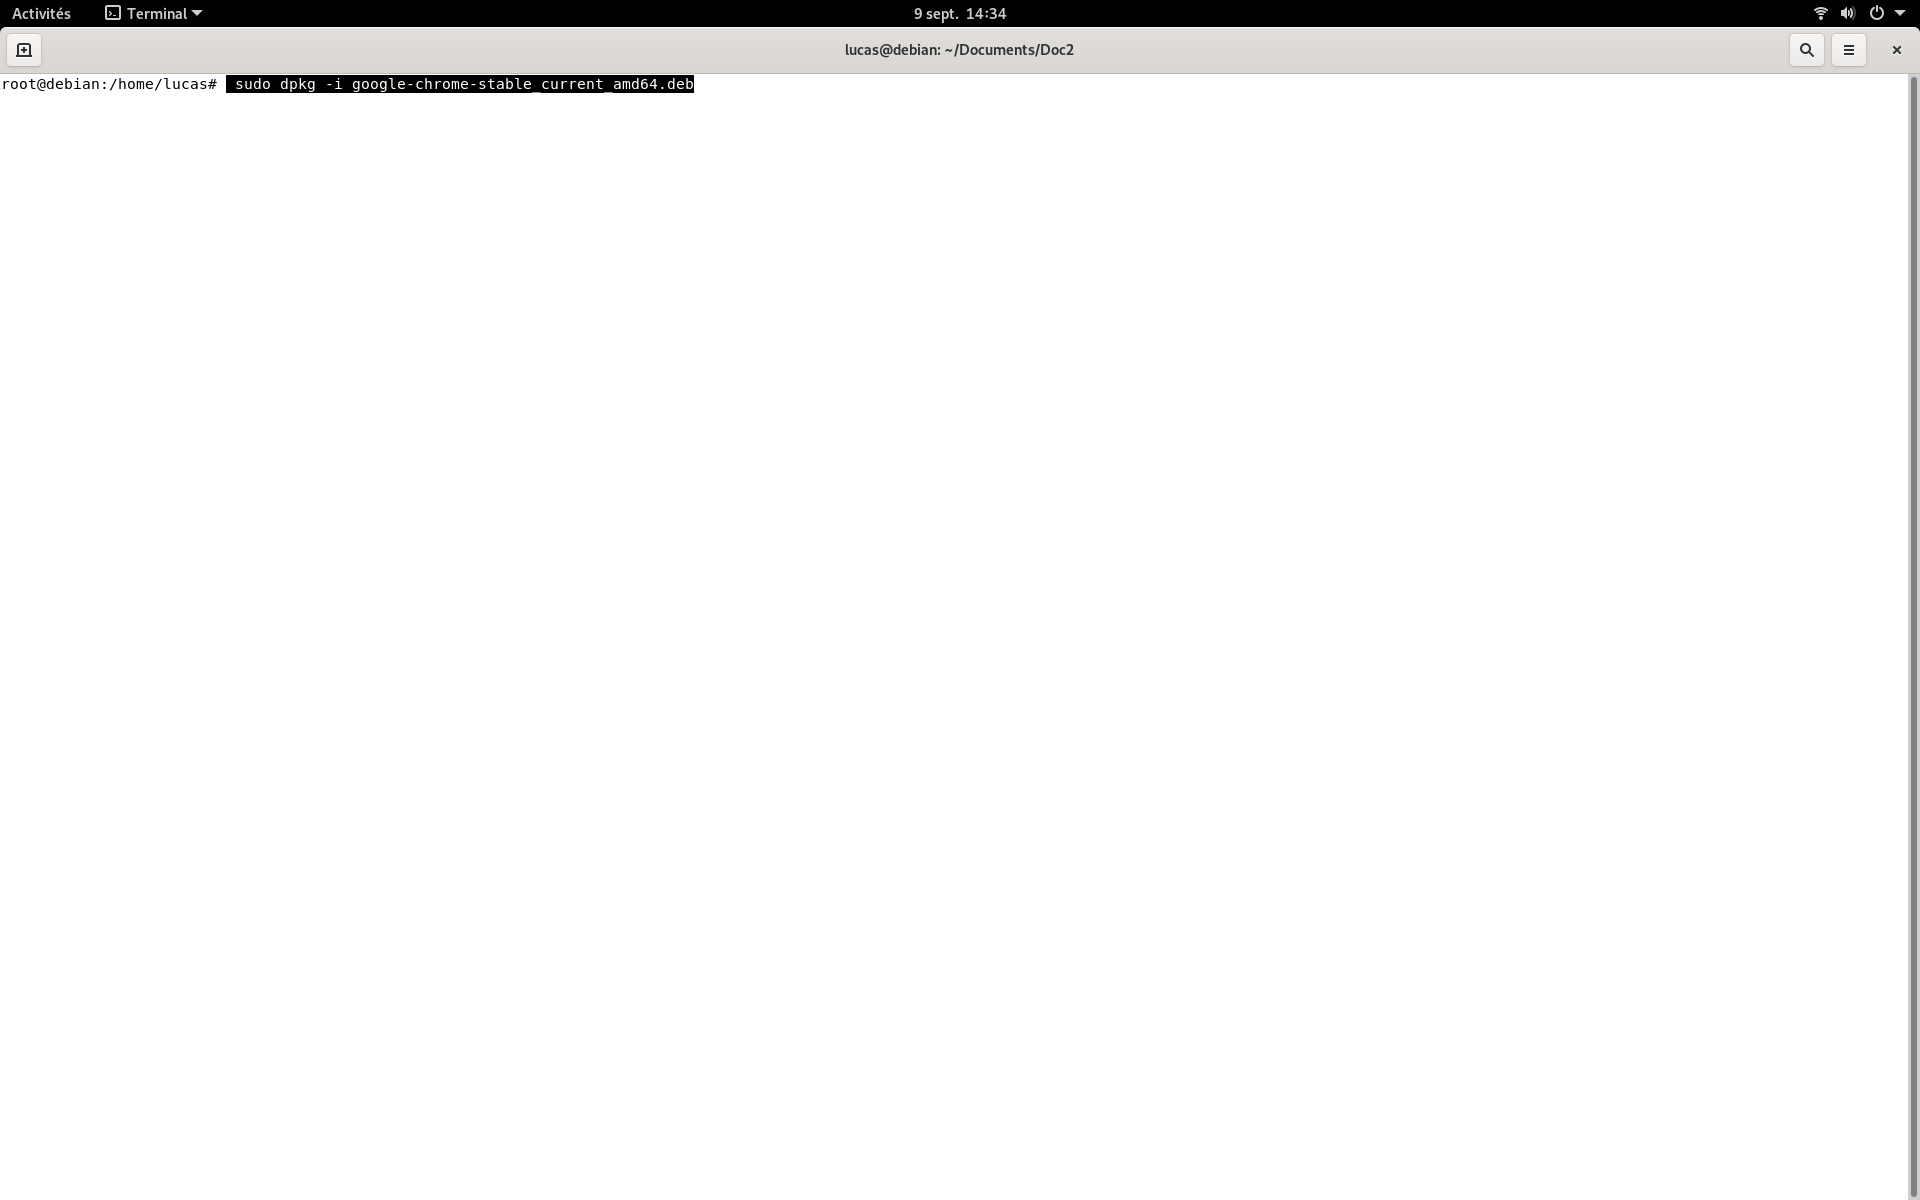 Activités Terminal 9 sept. 14:34
lucas@debian: ~/Documents/Doc2
root@debian:/home/lucas#  sudo dpkg -i google-chrome-stable_current_amd64.deb